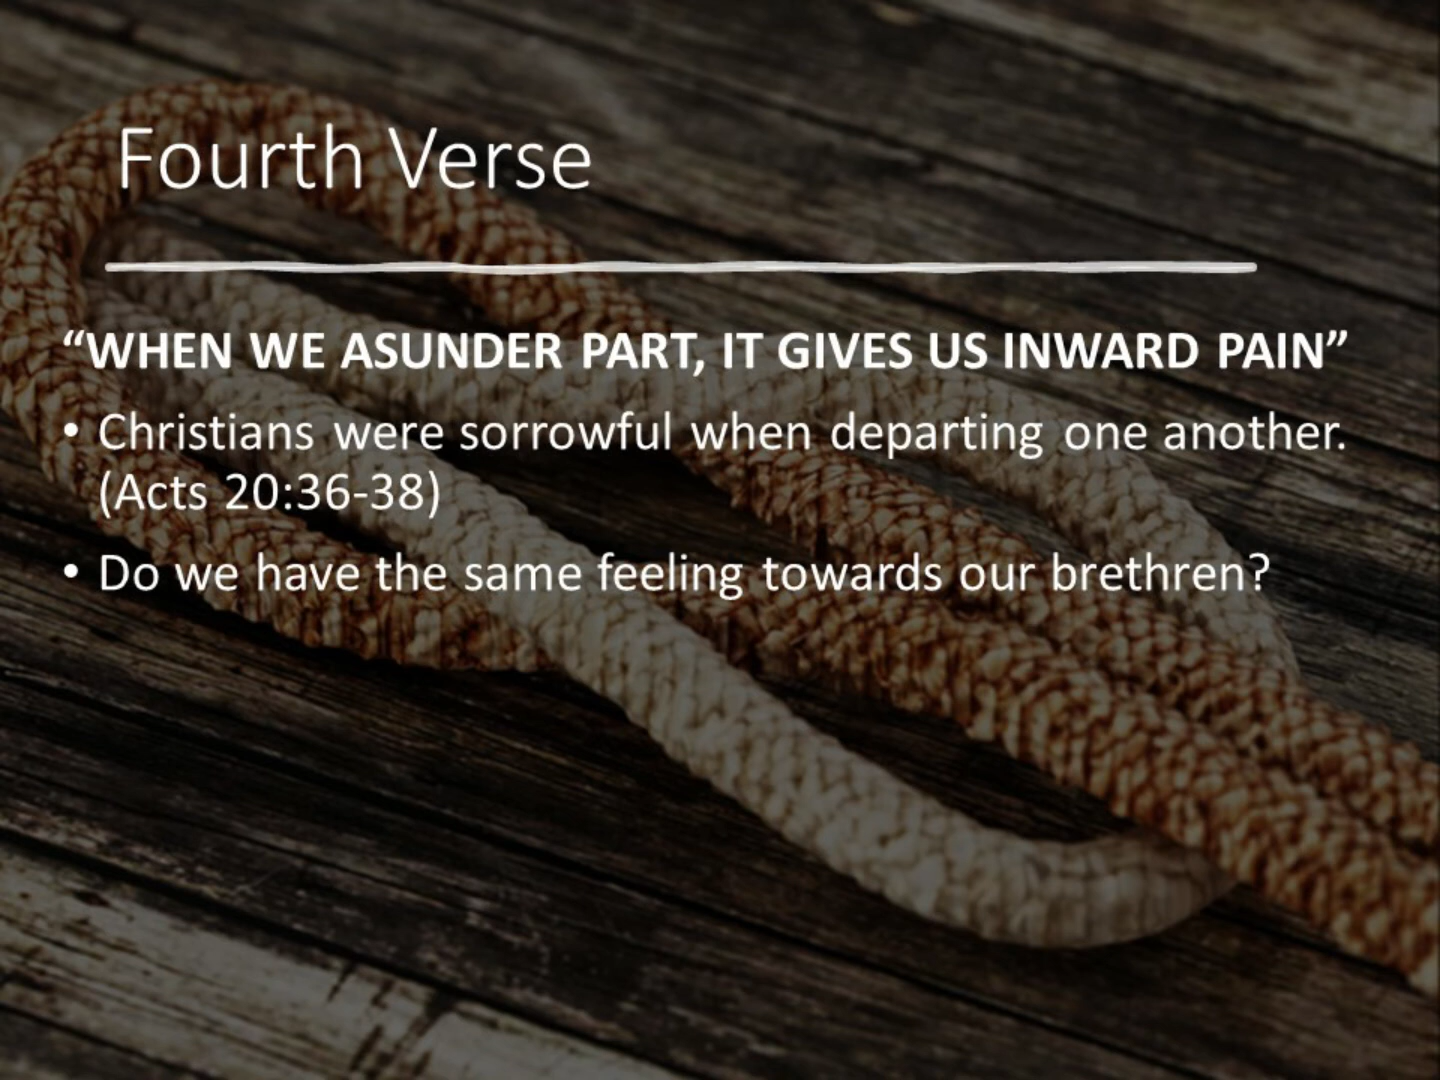 Fourth Verse
“WHEN WE ASUNDER PART, IT GIVES US INWARD PAIN”
• Christians were sorrowful when departing one another.
(Acts 20:36-38)
• Do we have the same feeling towards our brethren?